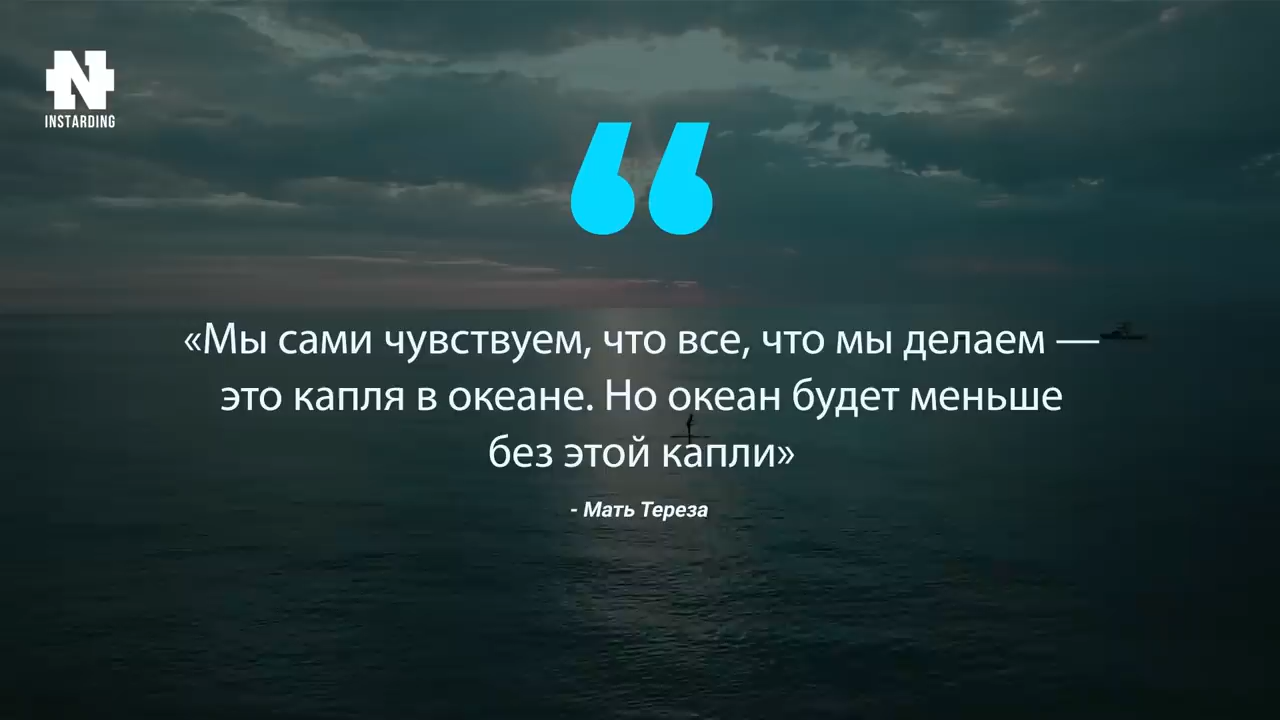 N
INSTARDING
«Мы сами чувствуем, что все, что мы делаем —
это капля в океане. Но океан будет меньше
без этой капли»
- Мать Тереза